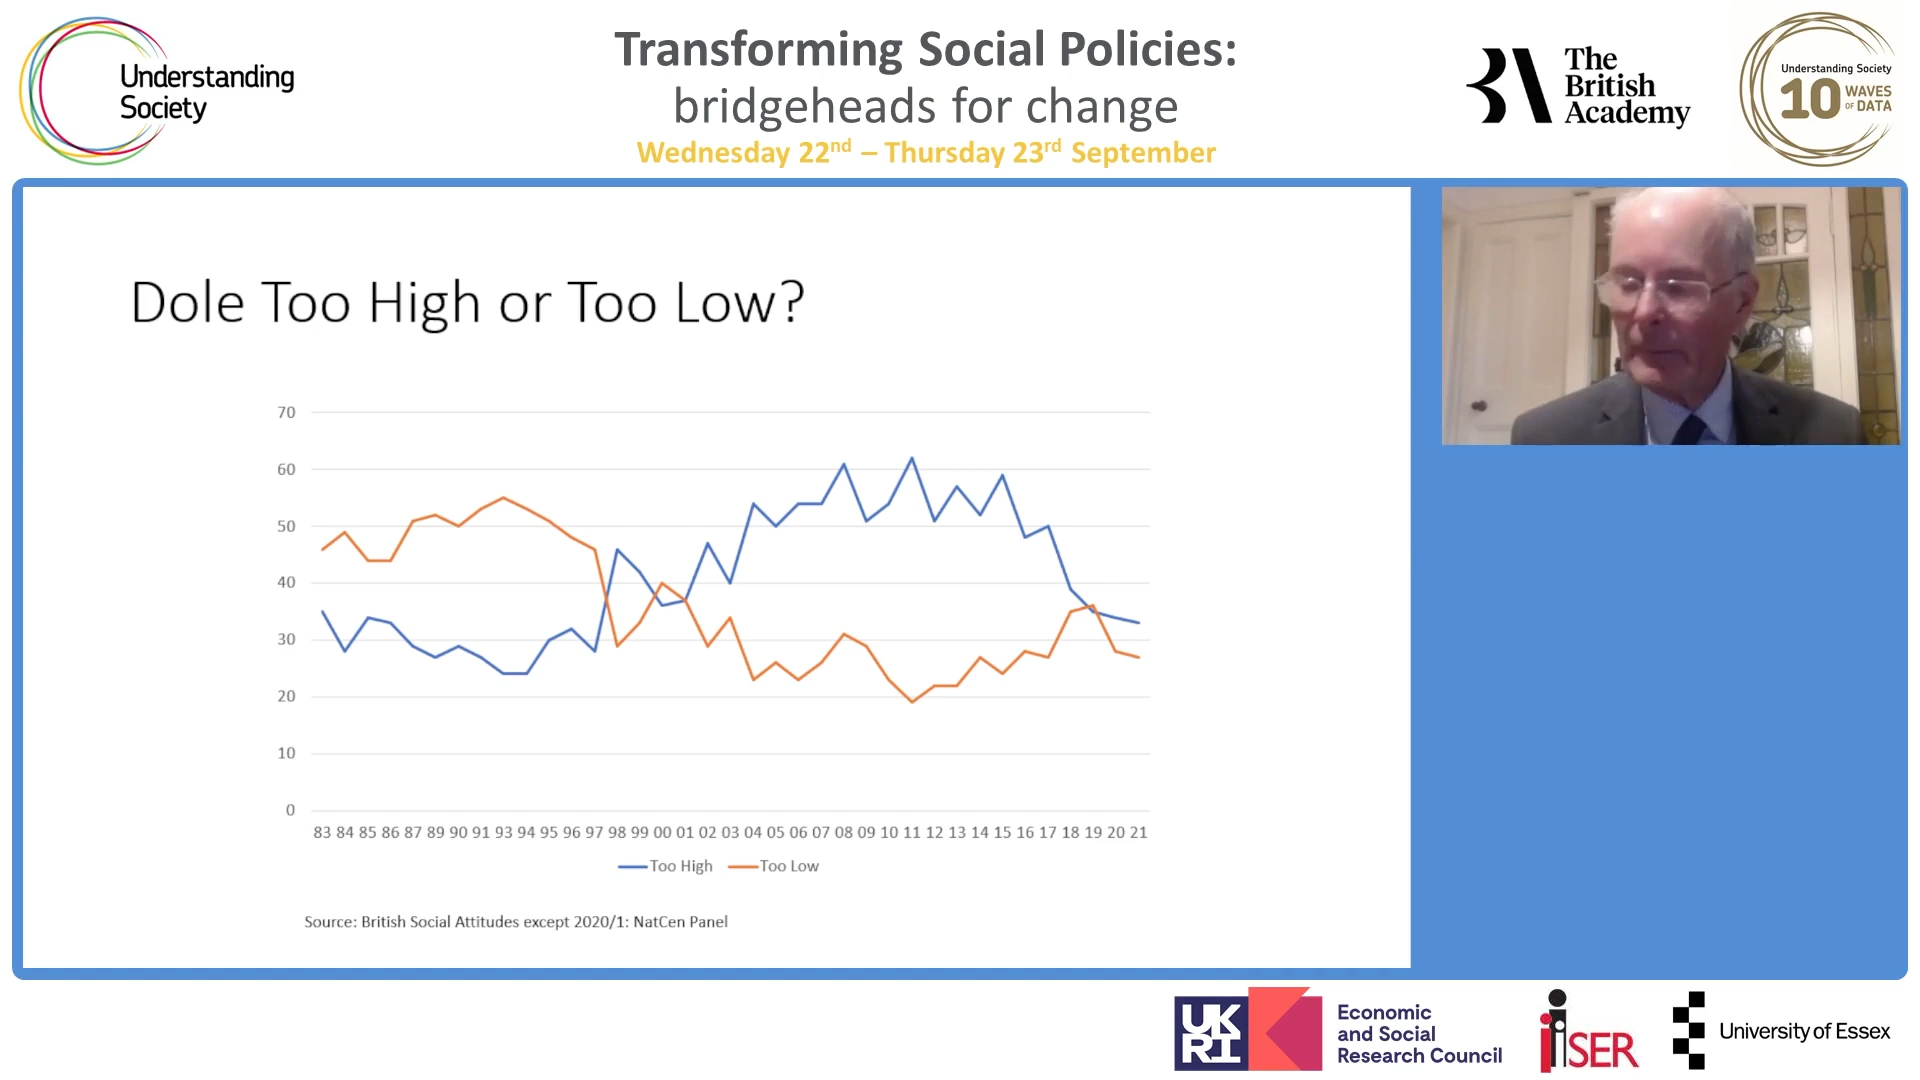 Understanding
Society
Transforming Social Policies:
bridgeheads for change
Wednesday 22nd – Thursday 23rd September
The
British
Academy
Understanding Society
10 WAVES
OF DATA
Dole Too High or Too Low?
70
60
50
40
30
20
10
0
83 84 85 86 87 89 90 91 93 94 95 96 97 98 99 00 01 02 03 04 05 06 07 08 09 10 11 12 13 14 15 16 17 18 19 20 21
Too High Too Low
Source: British Social Attitudes except 2020/1: NatCen Panel
UK
RI
Economic
and Social
Research Council
iSER
University of Essex